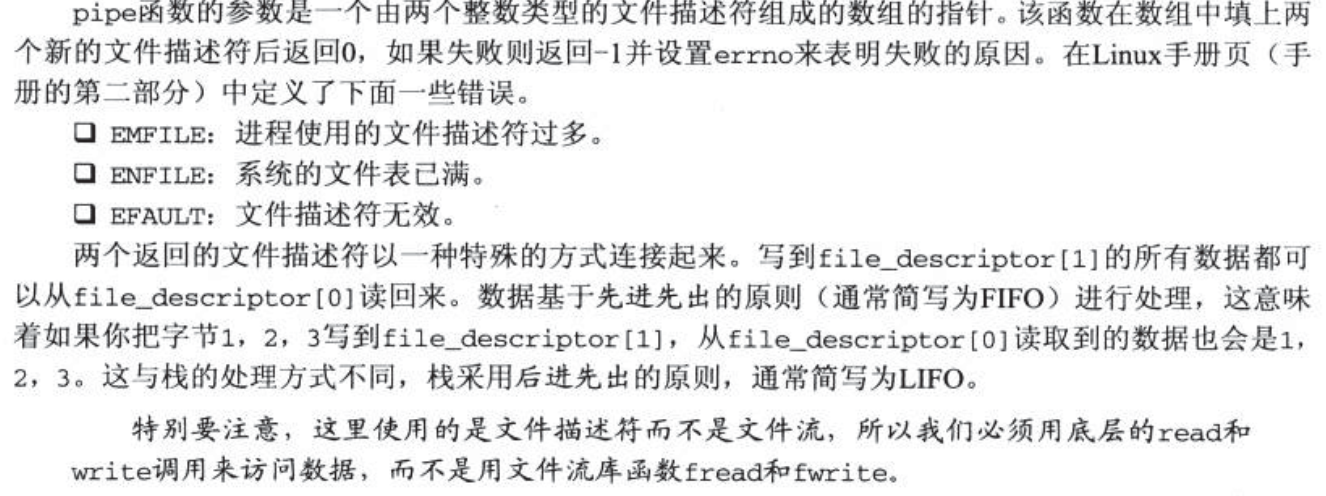 pipe函数的参数是一个由两个整数类型的文件描述符组成的数组的指针。该函数在数组中填上两
个新的文件描述符后返回0，如果失败则返回-1并设置errno来表明失败的原因。在Linux手册页（手
册的第二部分）中定义了下面一些错误。
❑ EMFILE：进程使用的文件描述符过多。
❑ ENFILE：系统的文件表已满。
❑ EFAULT：文件描述符无效。
两个返回的文件描述符以一种特殊的方式连接起来。写到file_descriptor[1]的所有数据都可
以从file_descriptor[0]读回来。数据基于先进先出的原则（通常简写为FIFO）进行处理，这意味
着如果你把字节1，2，3写到file_descriptor[1]，从file_descriptor[0]读取到的数据也会是1，
2，3。这与栈的处理方式不同，栈采用后进先出的原则，通常简写为LIFO。
特别要注意，这里使用的是文件描述符而不是文件流，所以我们必须用底层的read和
write调用来访问数据，而不是用文件流库函数fread和fwrite。